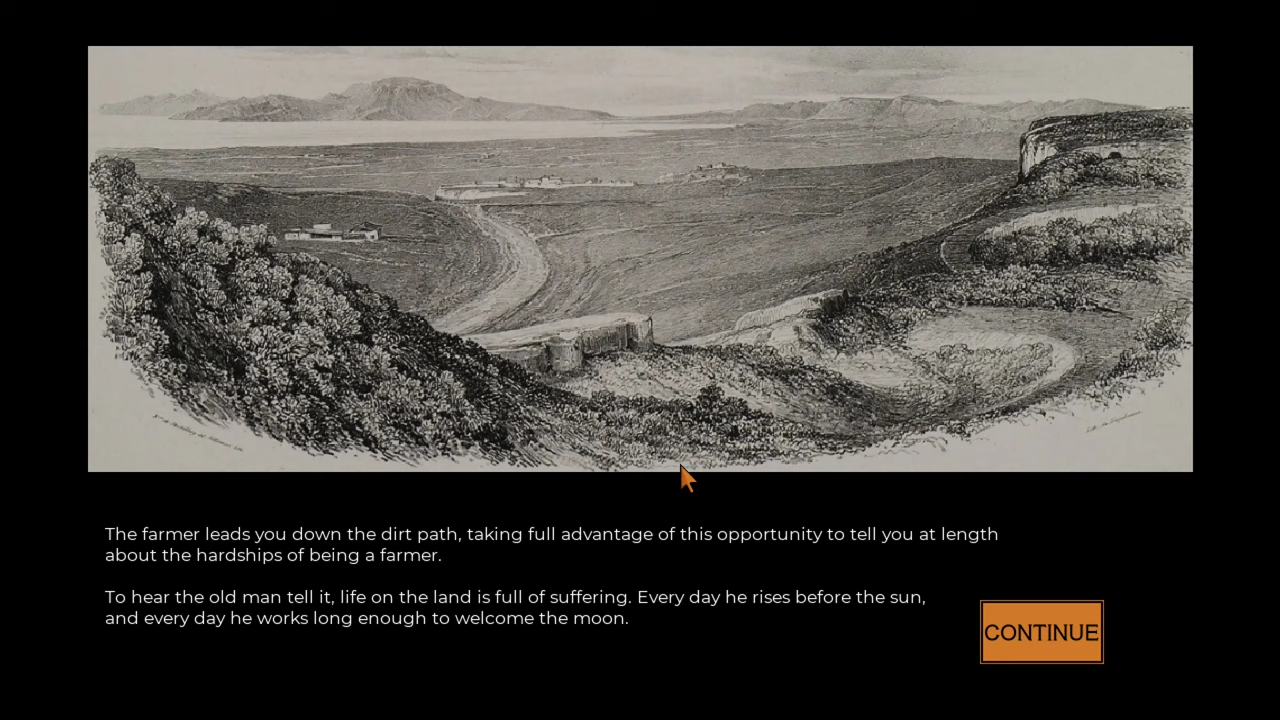 The farmer leads you down the dirt path, taking full advantage of this opportunity to tell you at length
about the hardships of being a farmer.
To hear the old man tell it, life on the land is full of suffering. Every day he rises before the sun,
and every day he works long enough to welcome the moon.
CONTINUE